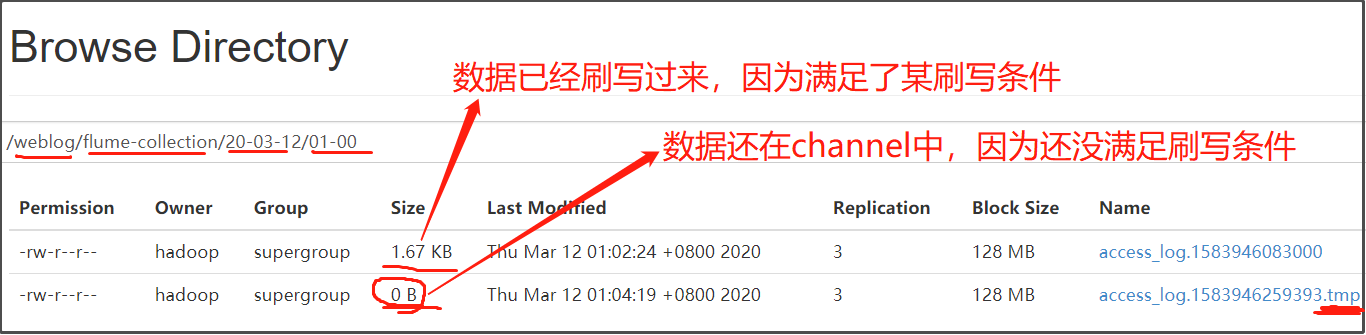 Browse Directory
数据已经刷写过来，因为满足了某刷写条件
/weblog/flume-collection/20-03-12/01-00
数据还在channel中，因为还没满足刷写条件
Permission Owner Group Size Last Modified Replication Block Size Name
-rw-r--r-- hadoop supergroup 1.67 KB Thu Mar 12 01:02:24 +0800 2020 3 128 MB access_log.1583946083000
-rw-r--r-- hadoop supergroup 0 B Thu Mar 12 01:04:19 +0800 2020 3 128 MB access_log.1583946259393.tmp